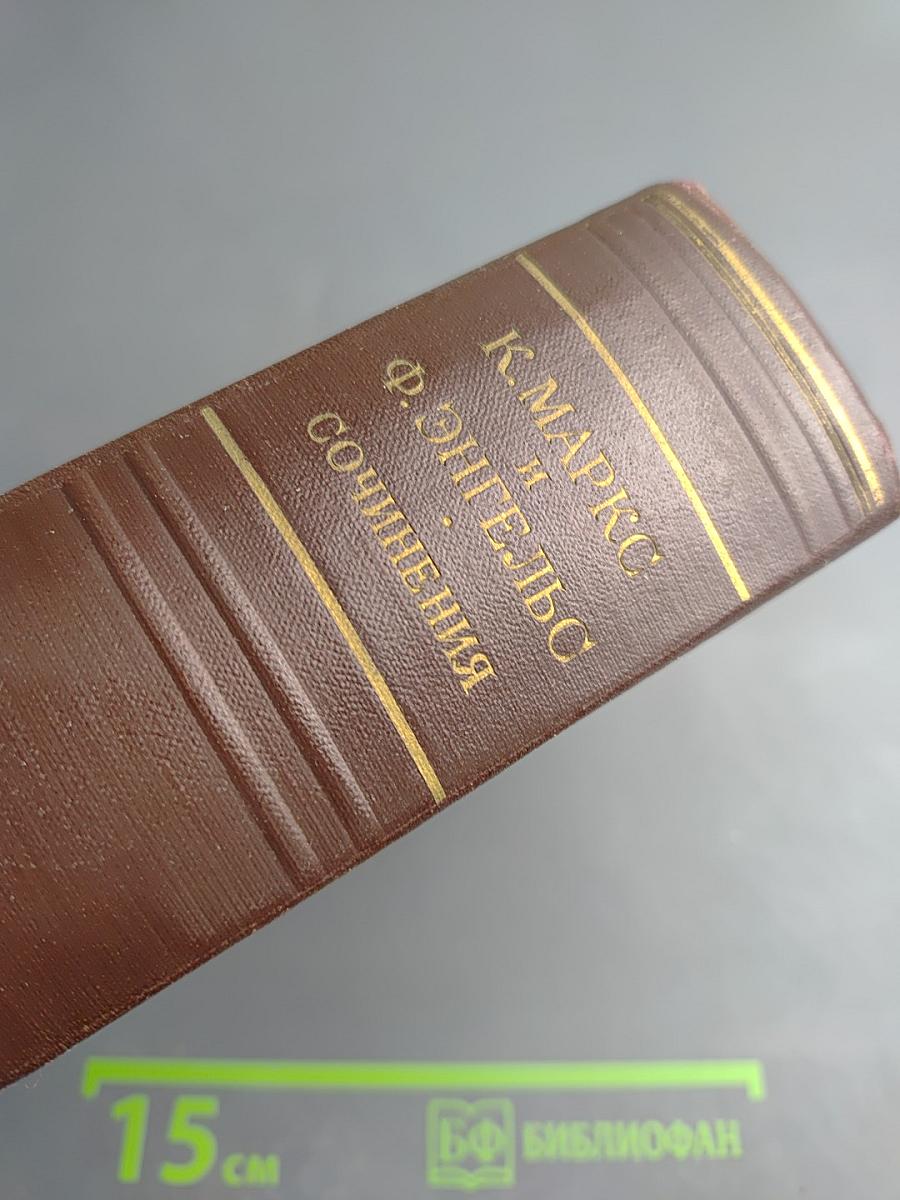 К. МАРКС
и
Ф. ЭНГЕЛЬС
СОЧИНЕНИЯ
15 см
БФ БИБЛИОФАН